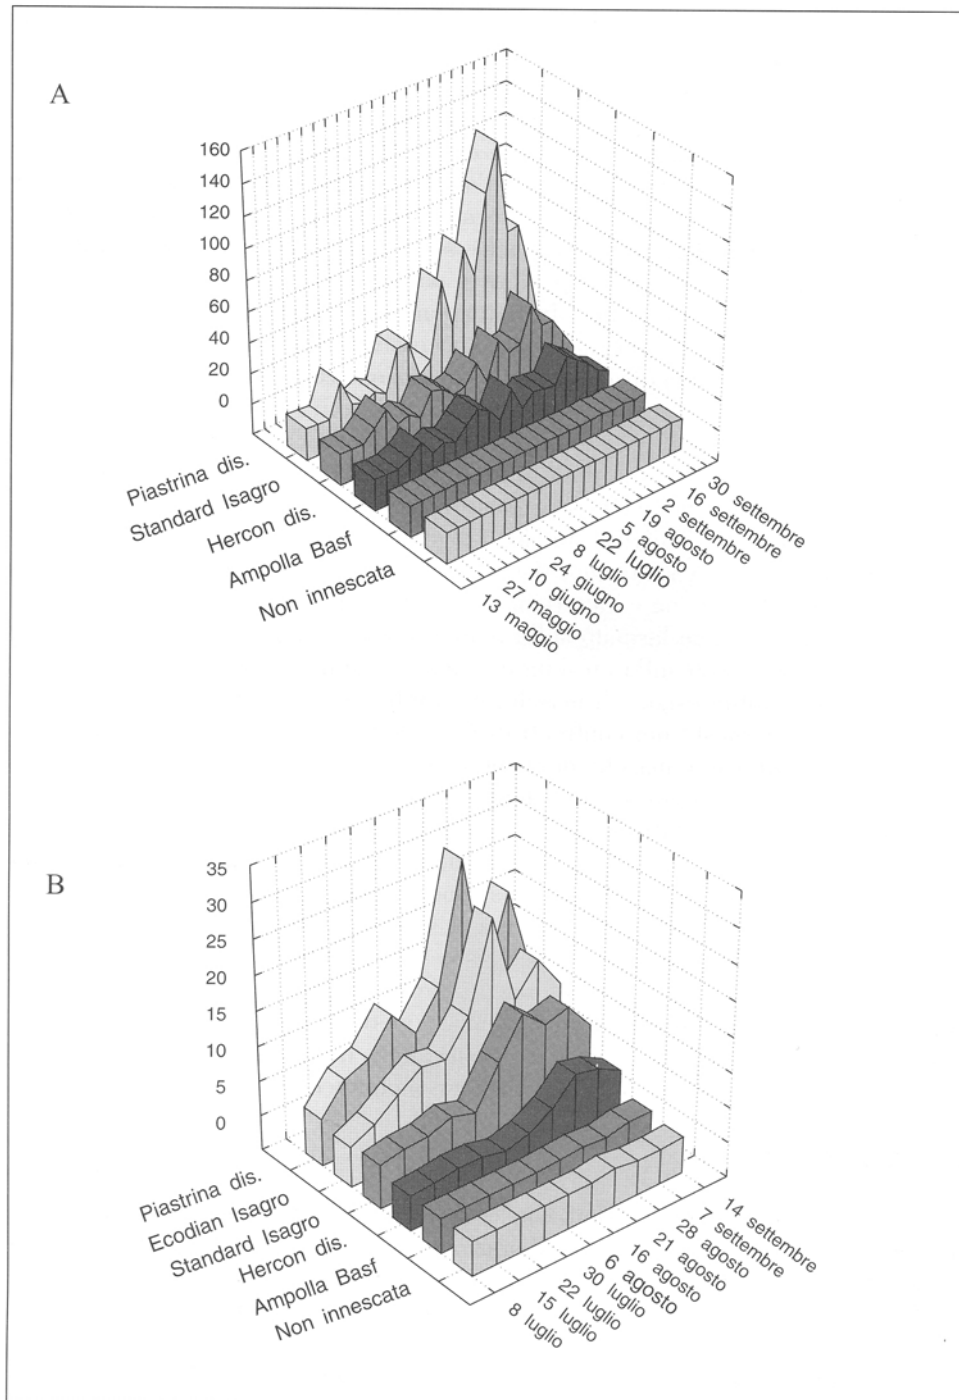 A
160
140
120
100
80
60
40
20
0
Piastrina dis.
Standard Isagro
Hercon dis.
Ampolla Basf
Non innescata
30 settembre
16 settembre
2 settembre
19 agosto
5 agosto
22 luglio
8 luglio
24 giugno
10 giugno
27 maggio
13 maggio
B
35
30
25
20
15
10
5
0
Piastrina dis.
Ecodian Isagro
Standard Isagro
Hercon dis.
Ampolla Basf
Non innescata
14 settembre
7 settembre
28 agosto
21 agosto
16 agosto
6 agosto
30 luglio
22 luglio
15 luglio
8 luglio